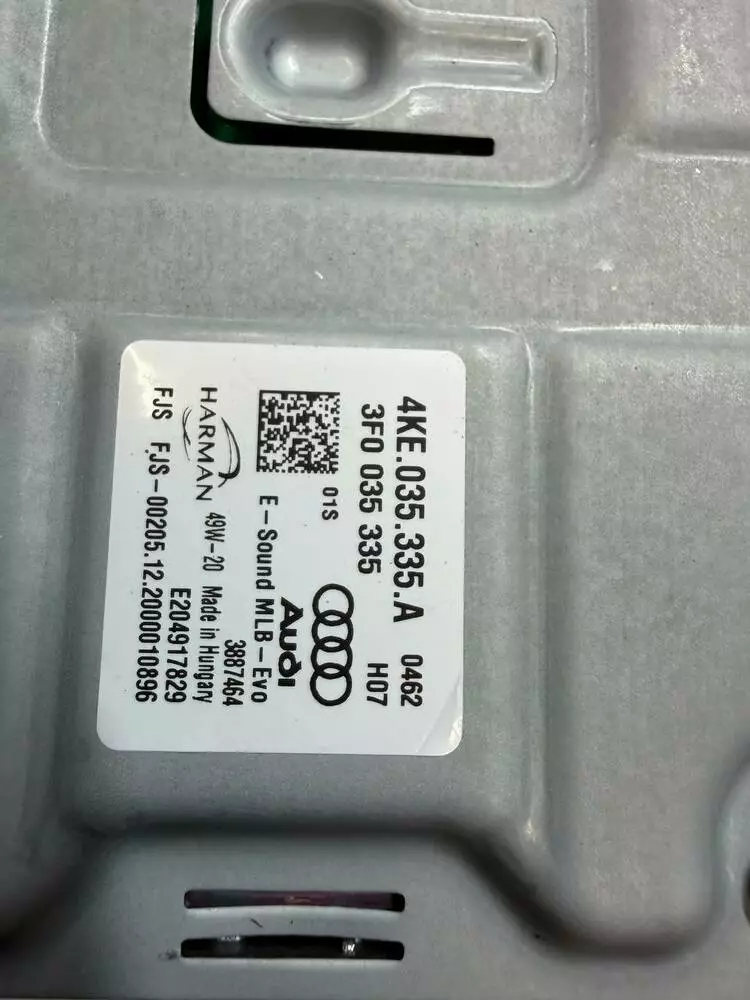 4KE.035.335.A 0462
3F0 035 335 H07
01S
Audi
E-Sound MLB-Evo
3887464
HARMAN 49W-20 Made in Hungary
E204917829
FJS FJS-00205.12.2000010896